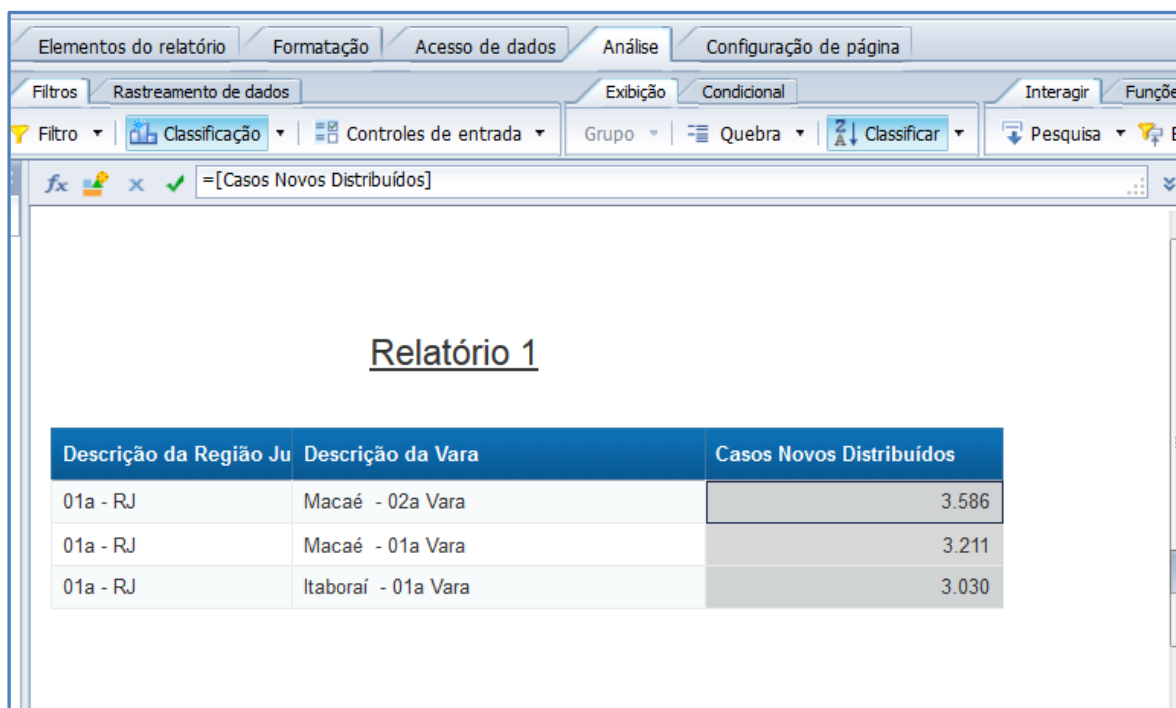 Elementos do relatório Formatação Acesso de dados Análise Configuração de página
Filtros Rastreamento de dados Exibição Condicional Interagir Funçõe
Filtro Classificação Controles de entrada Grupo Quebra Classificar Pesquisa E
fx =[Casos Novos Distribuídos]
Relatório 1
Descrição da Região Ju Descrição da Vara Casos Novos Distribuídos
01a - RJ Macaé - 02a Vara 3.586
01a - RJ Macaé - 01a Vara 3.211
01a - RJ Itaboraí - 01a Vara 3.030